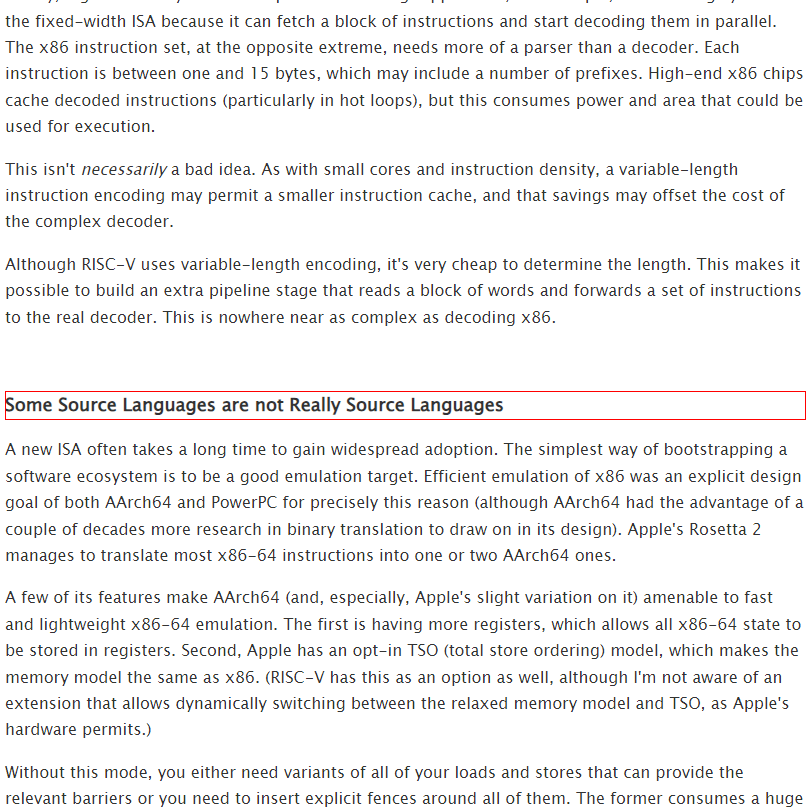 the fixed-width ISA because it can fetch a block of instructions and start decoding them in parallel.
The x86 instruction set, at the opposite extreme, needs more of a parser than a decoder. Each
instruction is between one and 15 bytes, which may include a number of prefixes. High-end x86 chips
cache decoded instructions (particularly in hot loops), but this consumes power and area that could be
used for execution.
This isn't necessarily a bad idea. As with small cores and instruction density, a variable-length
instruction encoding may permit a smaller instruction cache, and that savings may offset the cost of
the complex decoder.
Although RISC-V uses variable-length encoding, it's very cheap to determine the length. This makes it
possible to build an extra pipeline stage that reads a block of words and forwards a set of instructions
to the real decoder. This is nowhere near as complex as decoding x86.
Some Source Languages are not Really Source Languages
A new ISA often takes a long time to gain widespread adoption. The simplest way of bootstrapping a
software ecosystem is to be a good emulation target. Efficient emulation of x86 was an explicit design
goal of both AArch64 and PowerPC for precisely this reason (although AArch64 had the advantage of a
couple of decades more research in binary translation to draw on in its design). Apple's Rosetta 2
manages to translate most x86-64 instructions into one or two AArch64 ones.
A few of its features make AArch64 (and, especially, Apple's slight variation on it) amenable to fast
and lightweight x86-64 emulation. The first is having more registers, which allows all x86-64 state to
be stored in registers. Second, Apple has an opt-in TSO (total store ordering) model, which makes the
memory model the same as x86. (RISC-V has this as an option as well, although I'm not aware of an
extension that allows dynamically switching between the relaxed memory model and TSO, as Apple's
hardware permits.)
Without this mode, you either need variants of all of your loads and stores that can provide the
relevant barriers or you need to insert explicit fences around all of them. The former consumes a huge